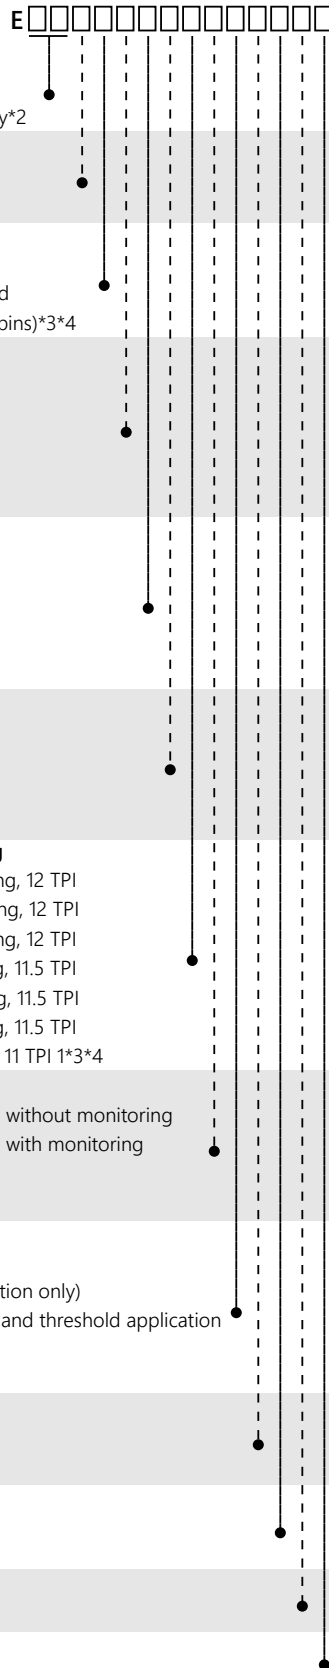 E
y*2
d
pins)*3*4
g
ng, 12 TPI
ng, 12 TPI
ng, 12 TPI
g, 11.5 TPI
g, 11.5 TPI
g, 11.5 TPI
11 TPI 1*3*4
without monitoring
with monitoring
tion only)
and threshold application